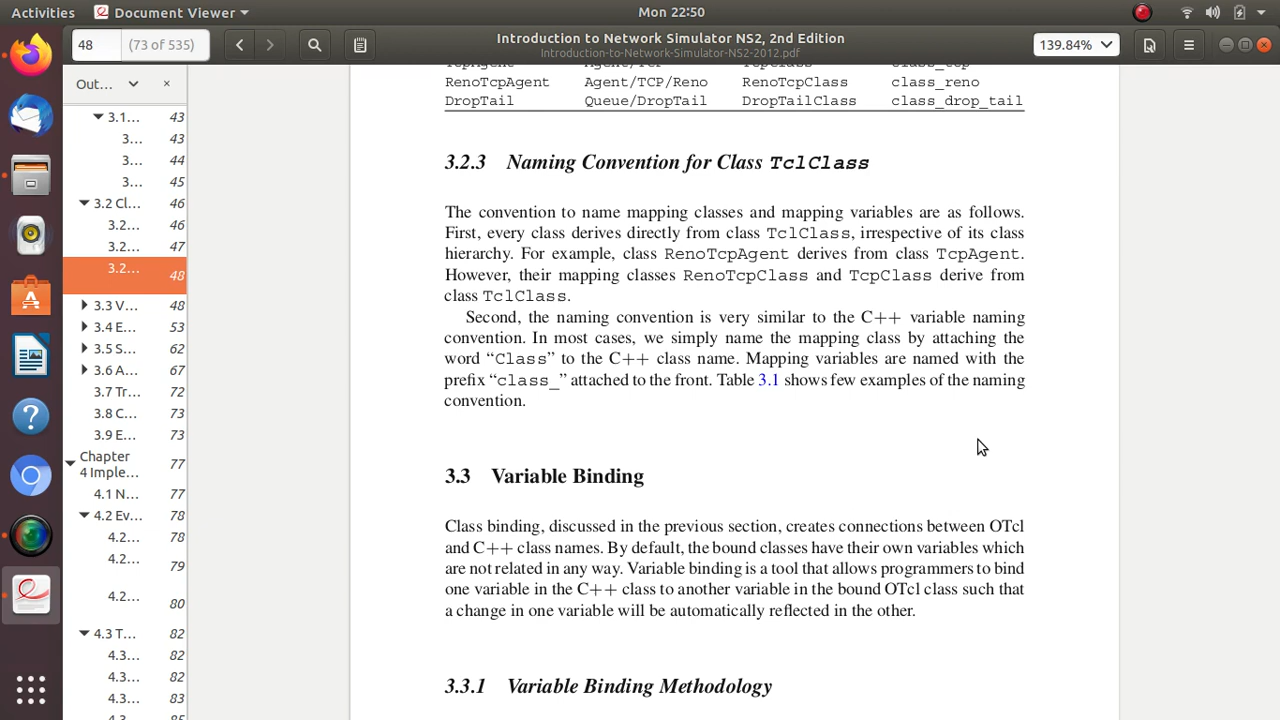 Activities
Document Viewer
Mon 22:50
48
(73 of 535)
Introduction to Network Simulator NS2, 2nd Edition
Introduction-to-Network-Simulator-NS2-2012.pdf
139.84%
Out...
3.1... 43
3... 43
3... 44
3... 45
3.2 Cl... 46
3.2... 46
3.2... 47
3.2... 48
3.3 V... 48
3.4 E... 53
3.5 S... 62
3.6 A... 67
3.7 Tr... 72
3.8 C... 73
3.9 E... 73
Chapter
4 Imple... 77
4.1 N... 77
4.2 Ev... 78
4.2... 78
4.2... 79
4.2... 80
4.3 T... 82
4.3... 82
4.3... 82
4.3... 83
4.3... 85
TcpAgent Agent/TCP TcpClass class_tcp
RenoTcpAgent Agent/TCP/Reno RenoTcpClass class_reno
DropTail Queue/DropTail DropTailClass class_drop_tail
3.2.3 Naming Convention for Class TclClass
The convention to name mapping classes and mapping variables are as follows.
First, every class derives directly from class TclClass, irrespective of its class
hierarchy. For example, class RenoTcpAgent derives from class TcpAgent.
However, their mapping classes RenoTcpClass and TcpClass derive from
class TclClass.
Second, the naming convention is very similar to the C++ variable naming
convention. In most cases, we simply name the mapping class by attaching the
word “Class” to the C++ class name. Mapping variables are named with the
prefix “class_” attached to the front. Table 3.1 shows few examples of the naming
convention.
3.3 Variable Binding
Class binding, discussed in the previous section, creates connections between OTcl
and C++ class names. By default, the bound classes have their own variables which
are not related in any way. Variable binding is a tool that allows programmers to bind
one variable in the C++ class to another variable in the bound OTcl class such that
a change in one variable will be automatically reflected in the other.
3.3.1 Variable Binding Methodology